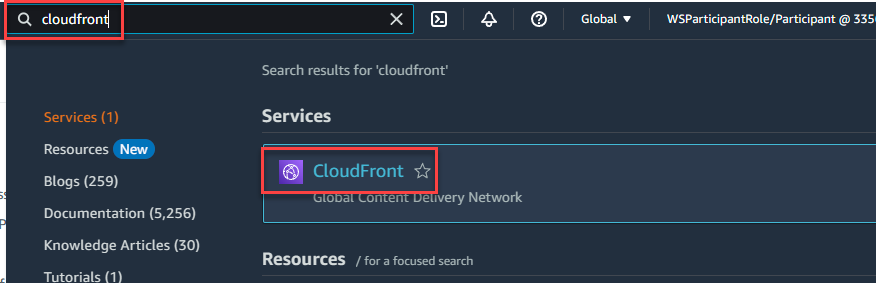 cloudfront
Global ▼
WSParticipantRole/Participant @ 335
Search results for 'cloudfront'
Services (1)
Resources New
Blogs (259)
Documentation (5,256)
Knowledge Articles (30)
Tutorials (1)
Services
CloudFront
Global Content Delivery Network
Resources / for a focused search